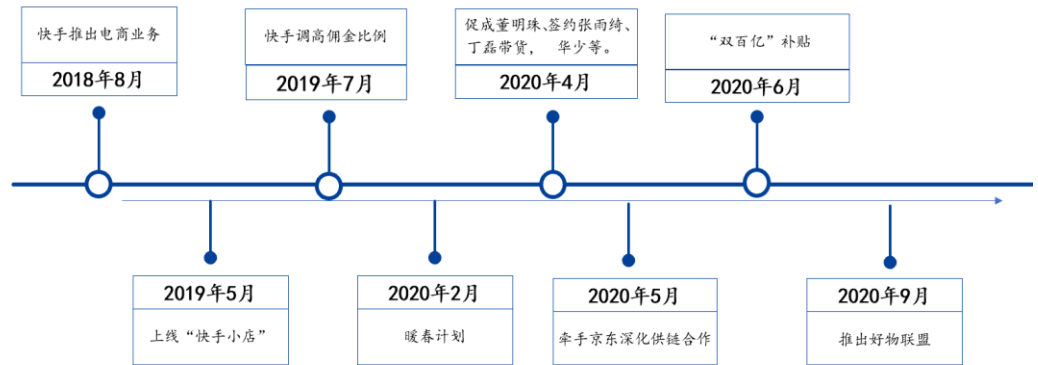 快手推出电商业务
2018年8月
快手调高佣金比例
2019年7月
促成董明珠、签约张雨绮、
丁磊带货， 华少等。
2020年4月
“双百亿”补贴
2020年6月
2019年5月
上线“快手小店”
2020年2月
暖春计划
2020年5月
牵手京东深化供链合作
2020年9月
推出好物联盟